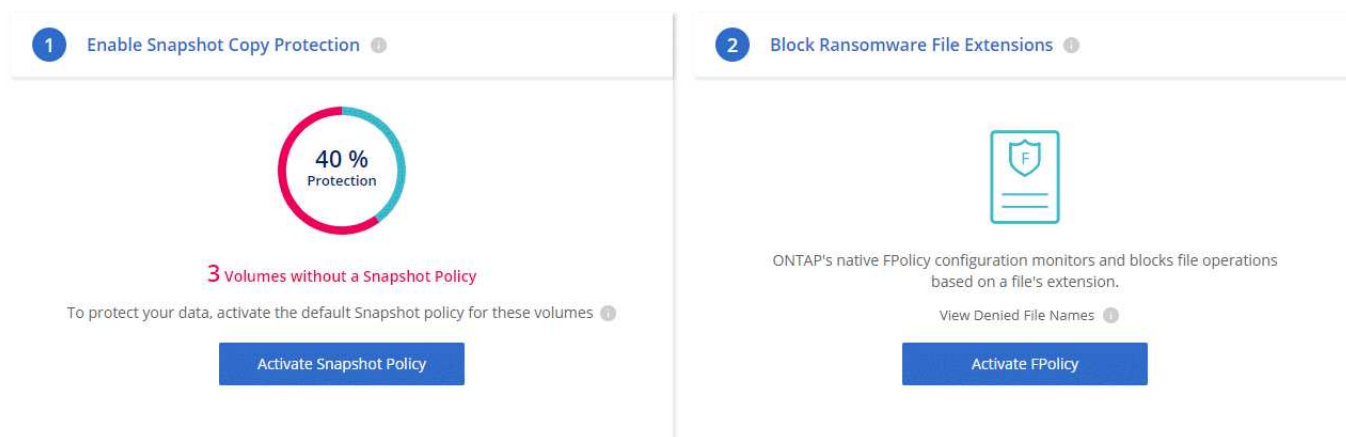 1 Enable Snapshot Copy Protection i
40 %
Protection
3 Volumes without a Snapshot Policy
To protect your data, activate the default Snapshot policy for these volumes i
Activate Snapshot Policy
2 Block Ransomware File Extensions i
F
ONTAP's native FPolicy configuration monitors and blocks file operations
based on a file's extension.
View Denied File Names i
Activate FPolicy